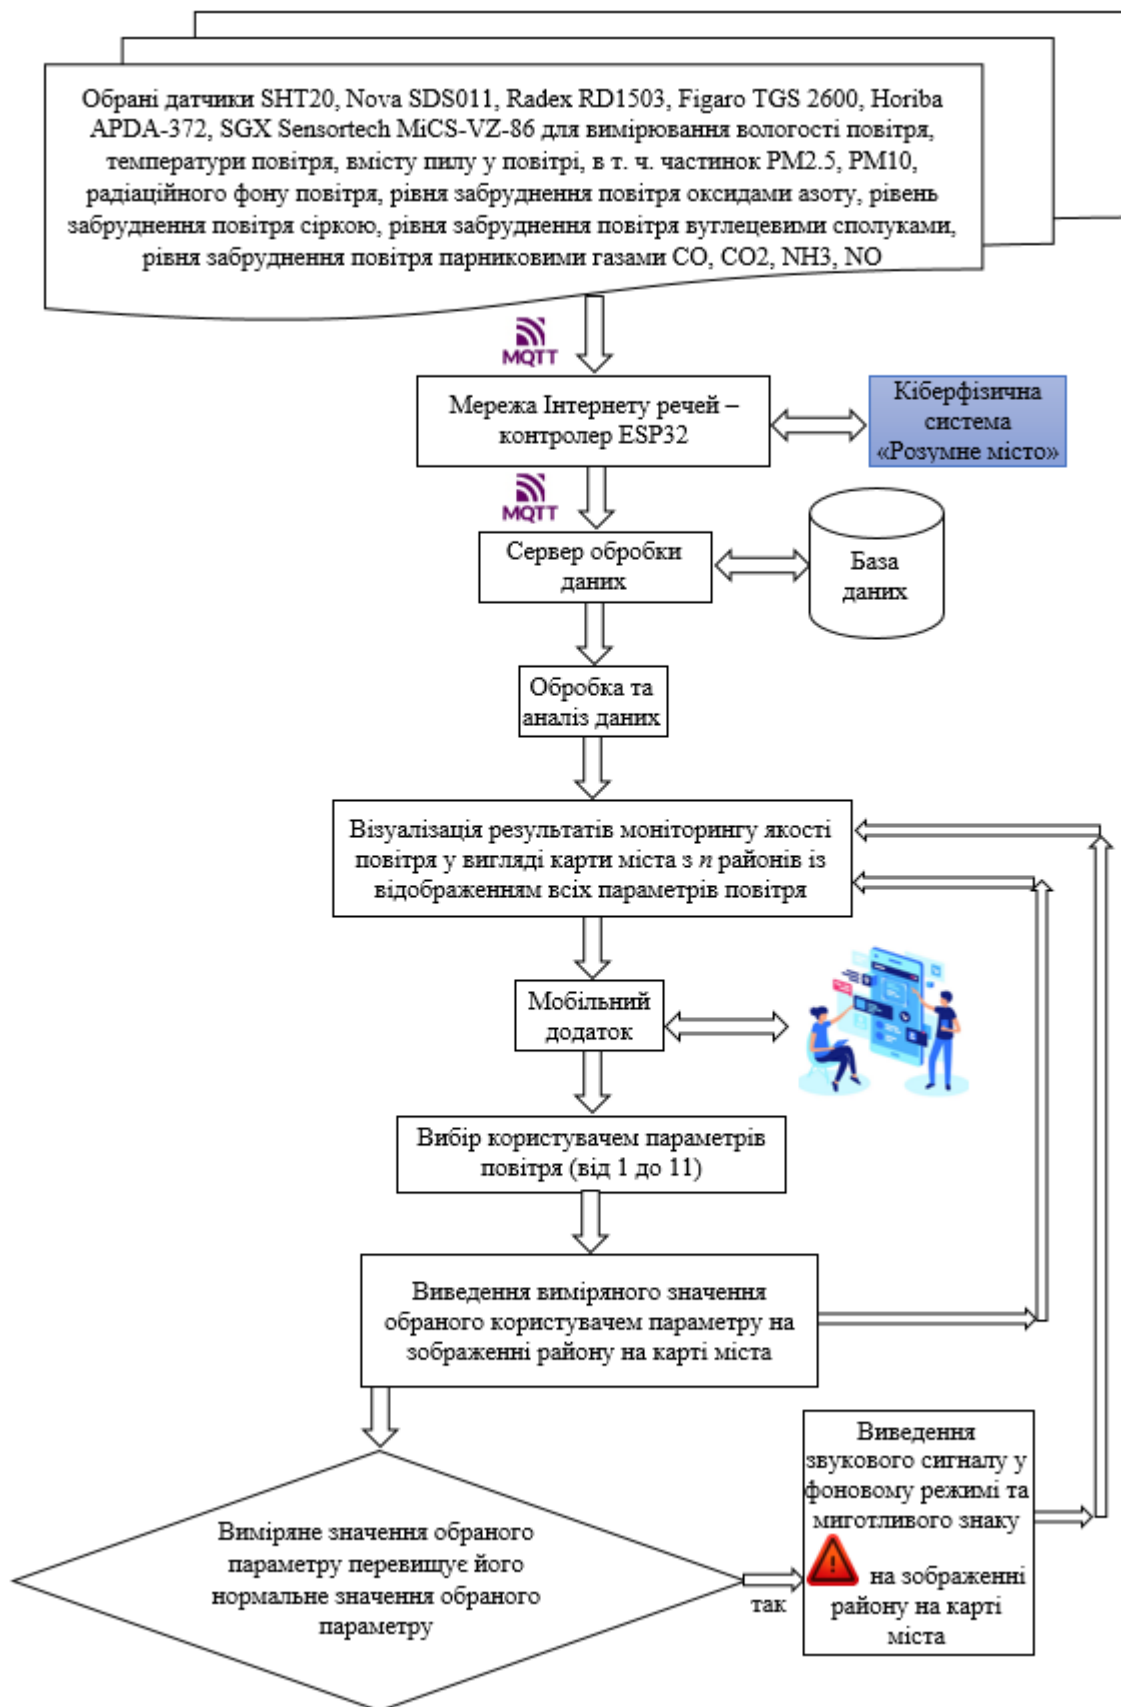 Обрані датчики SHT20, Nova SDS011, Radex RD1503, Figaro TGS 2600, Horiba
APDA-372, SGX Sensortech MiCS-VZ-86 для вимірювання вологості повітря,
температури повітря, вмісту пилу у повітрі, в т. ч. частинок PM2.5, PM10,
радіаційного фону повітря, рівня забруднення повітря оксидами азоту, рівень
забруднення повітря сіркою, рівня забруднення повітря вуглецевими сполуками,
рівня забруднення повітря парниковими газами CO, CO2, NH3, NO
MQTT
Мережа Інтернету речей –
контролер ESP32
Кіберфізична
система
«Розумне місто»
MQTT
Сервер обробки
даних
База
даних
Обробка та
аналіз даних
Візуалізація результатів моніторингу якості
повітря у вигляді карти міста з n районів із
відображенням всіх параметрів повітря
Мобільний
додаток
Вибір користувачем параметрів
повітря (від 1 до 11)
Виведення виміряного значення
обраного користувачем параметру на
зображенні району на карті міста
Виміряне значення обраного
параметру перевищує його
нормальне значення обраного
параметру
так
Виведення
звукового сигналу у
фоновому режимі та
миготливого знаку
на зображенні
району на карті
міста